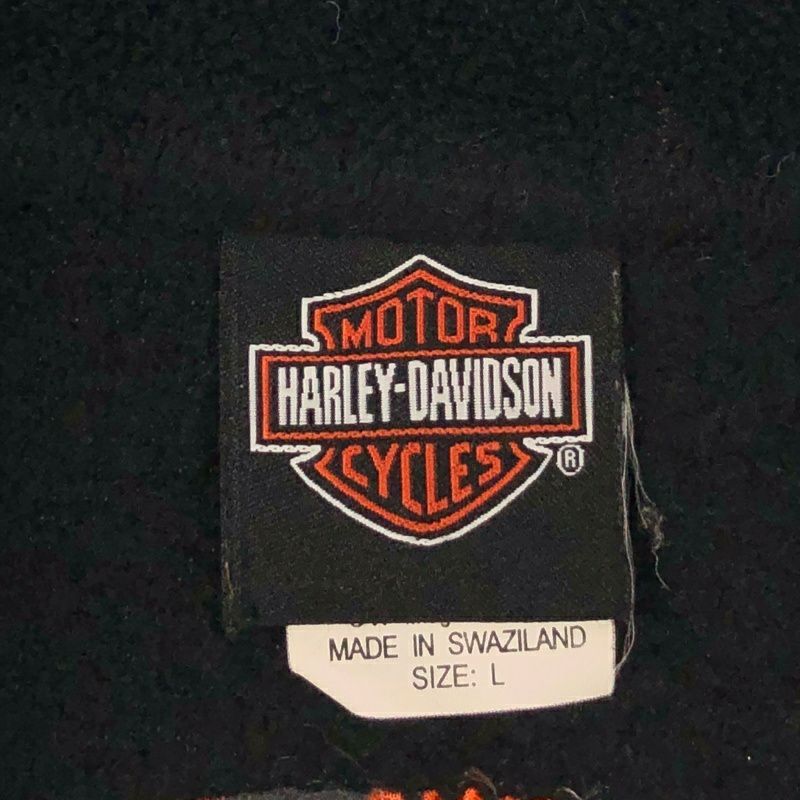 MOTOR
HARLEY-DAVIDSON
CYCLES
®
MADE IN SWAZILAND
SIZE: L